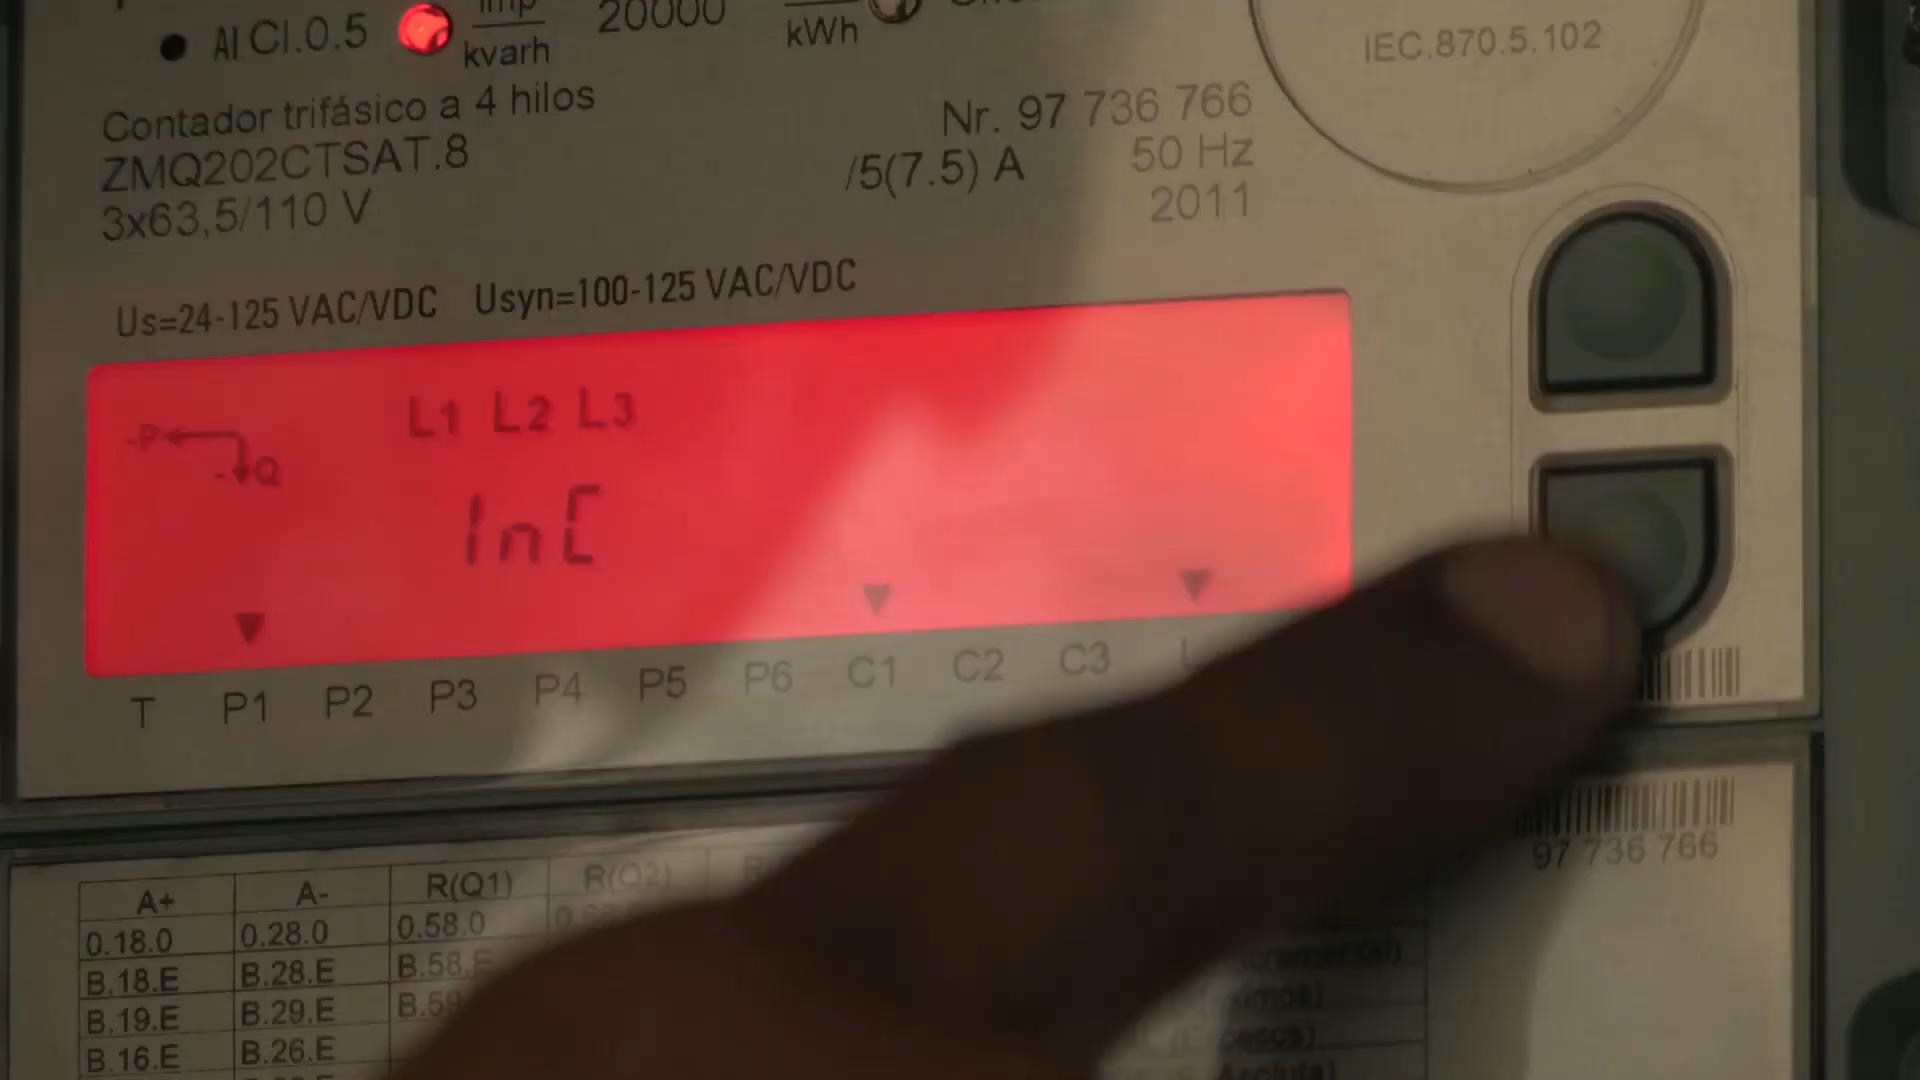 Al Cl.0.5 imp kvarh 20000 kWh
IEC.870.5.102
Contador trifásico a 4 hilos
Nr. 97 736 766
ZMQ202CTSAT.8
/5(7.5) A
50 Hz
3x63,5/110 V
2011
Us=24-125 VAC/VDC Usyn=100-125 VAC/VDC
L1 L2 L3
-P
-Q
InC
T P1 P2 P3 P4 P5 P6 C1 C2 C3
97 736 766
A+ A- R(Q1) R(Q2)
0.18.0 0.28.0 0.58.0
B.18.E B.28.E B.58.E
B.19.E B.29.E
B.16.E B.26.E